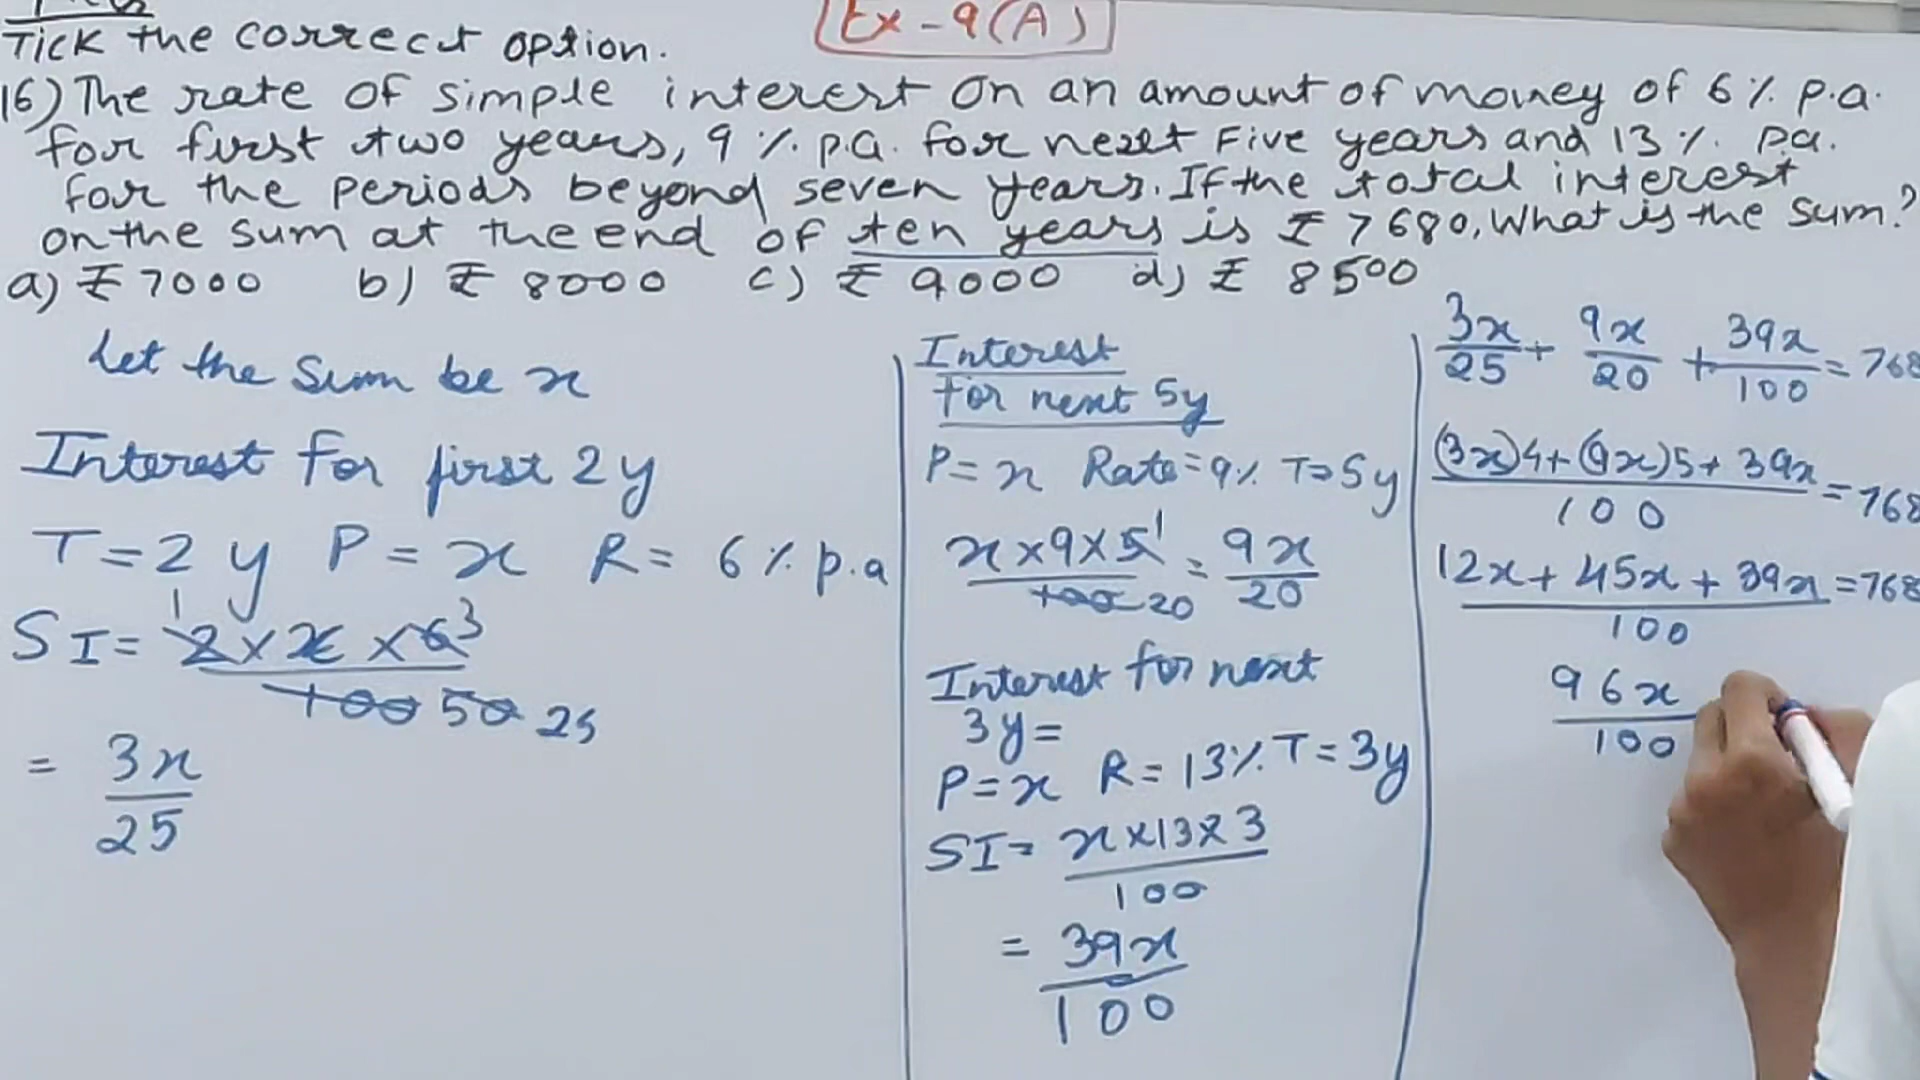 Ex-9(A)
Tick the correct option.
16) The rate of simple interest on an amount of money of 6 % p.a.
for first two years, 9 % p.a. for next Five years and 13 % p.a.
for the periods beyond seven years. If the total interest
on the sum at the end of ten years is ₹ 7680, What is the sum?
a) ₹ 7000 b) ₹ 8000 c) ₹ 9000 d) ₹ 8500
Let the Sum be x
Interest for first 2y
T = 2 y P = x R = 6 % p.a
1 3
SI = 2 × x × 6
100 50 25
= 3x
25
Interest
for next 5y
P = x Rate = 9% T = 5y
x × 9 × 5 1 = 9x
100 20 20
Interest for next
3y =
P = x R = 13% T = 3y
SI = x × 13 × 3
100
= 39x
100
3x + 9x + 39x = 768
25 20 100
(3x)4 + (9x)5 + 39x = 768
100
12x + 45x + 39x = 768
100
96x
100